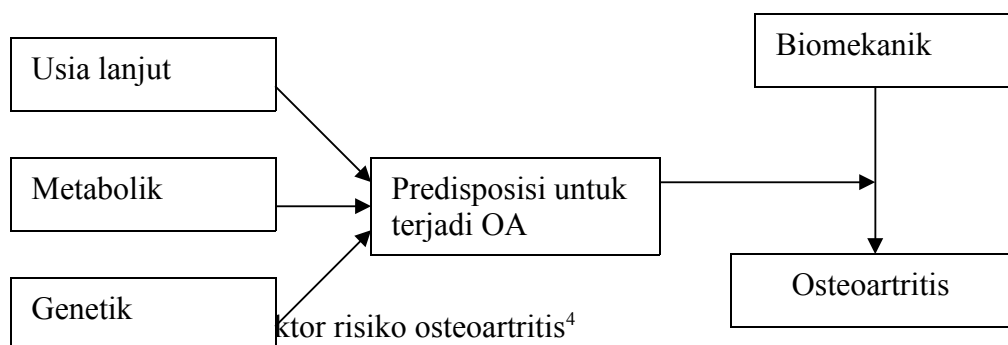 Biomekanik
Usia lanjut
Metabolik
Predisposisi untuk
terjadi OA
Osteoartritis
Genetik
ktor risiko osteoartritis⁴